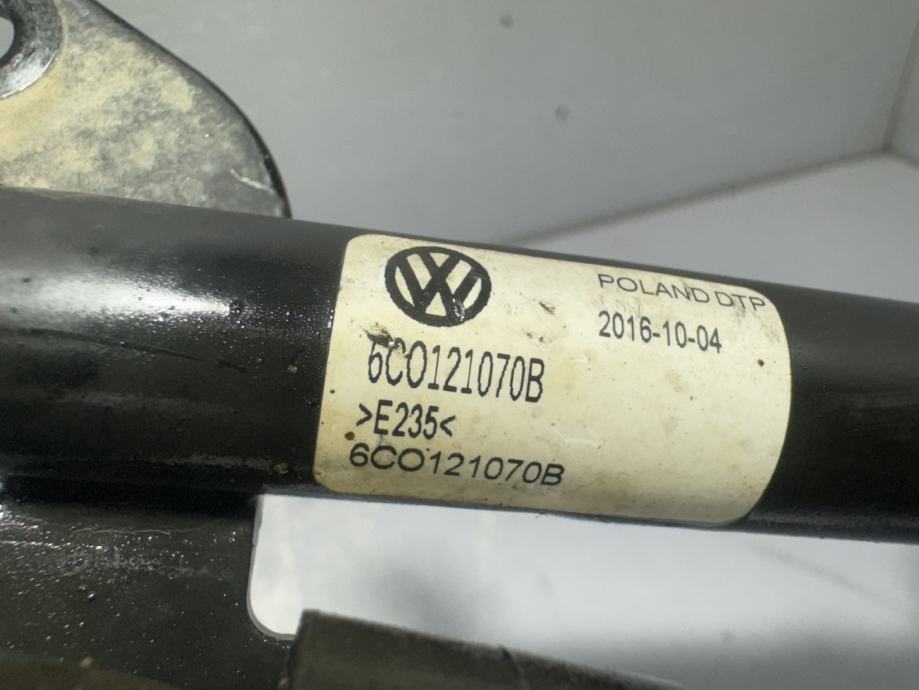 POLAND DTP
2016-10-04
6C0121070B
>E235<
6C0121070B